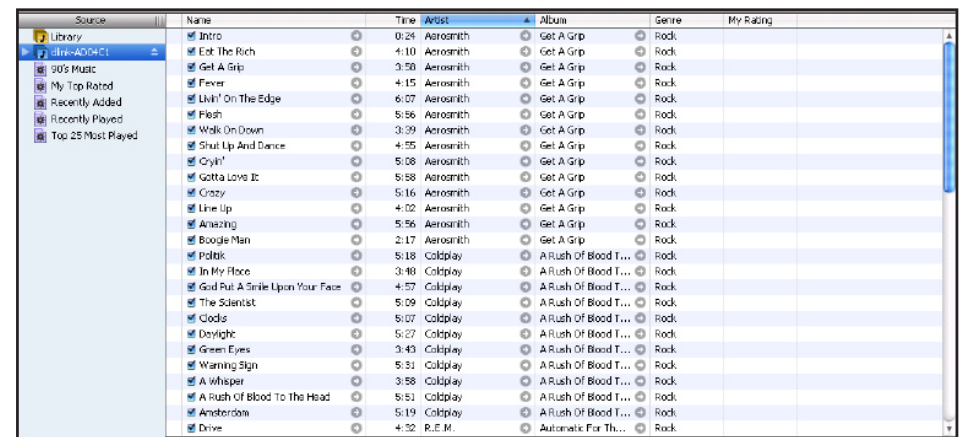 Source Name Time Artist Album Genre My Rating
Library Intro 0:24 Aerosmith Get A Grip Rock
dlink-ADD4C1 Eat The Rich 4:10 Aerosmith Get A Grip Rock
90's Music Get A Grip 3:58 Aerosmith Get A Grip Rock
My Top Rated Fever 4:15 Aerosmith Get A Grip Rock
Recently Added Livin' On The Edge 6:07 Aerosmith Get A Grip Rock
Recently Played Flesh 5:56 Aerosmith Get A Grip Rock
Top 25 Most Played Walk On Down 3:39 Aerosmith Get A Grip Rock
Shut Up And Dance 4:55 Aerosmith Get A Grip Rock
Cryin' 5:08 Aerosmith Get A Grip Rock
Gotta Love It 5:58 Aerosmith Get A Grip Rock
Crazy 5:16 Aerosmith Get A Grip Rock
Line Up 4:02 Aerosmith Get A Grip Rock
Amazing 5:56 Aerosmith Get A Grip Rock
Boogie Man 2:17 Aerosmith Get A Grip Rock
Politik 5:18 Coldplay A Rush Of Blood T... Rock
In My Place 3:48 Coldplay A Rush Of Blood T... Rock
God Put A Smile Upon Your Face 4:57 Coldplay A Rush Of Blood T... Rock
The Scientist 5:09 Coldplay A Rush Of Blood T... Rock
Clocks 5:07 Coldplay A Rush Of Blood T... Rock
Daylight 5:27 Coldplay A Rush Of Blood T... Rock
Green Eyes 3:43 Coldplay A Rush Of Blood T... Rock
Warning Sign 5:31 Coldplay A Rush Of Blood T... Rock
A Whisper 3:58 Coldplay A Rush Of Blood T... Rock
A Rush Of Blood To The Head 5:51 Coldplay A Rush Of Blood T... Rock
Amsterdam 5:19 Coldplay A Rush Of Blood T... Rock
Drive 4:32 R.E.M. Automatic For Th... Rock